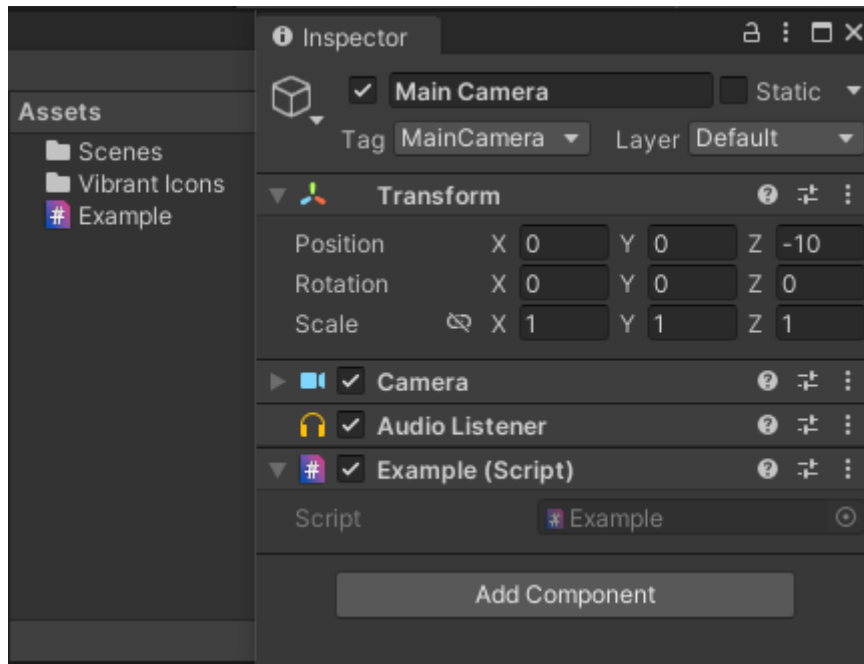 Assets
Scenes
Vibrant Icons
Example
Inspector
Main Camera Static
Tag MainCamera Layer Default
Transform
Position X 0 Y 0 Z -10
Rotation X 0 Y 0 Z 0
Scale X 1 Y 1 Z 1
Camera
Audio Listener
# Example (Script)
Script # Example
Add Component